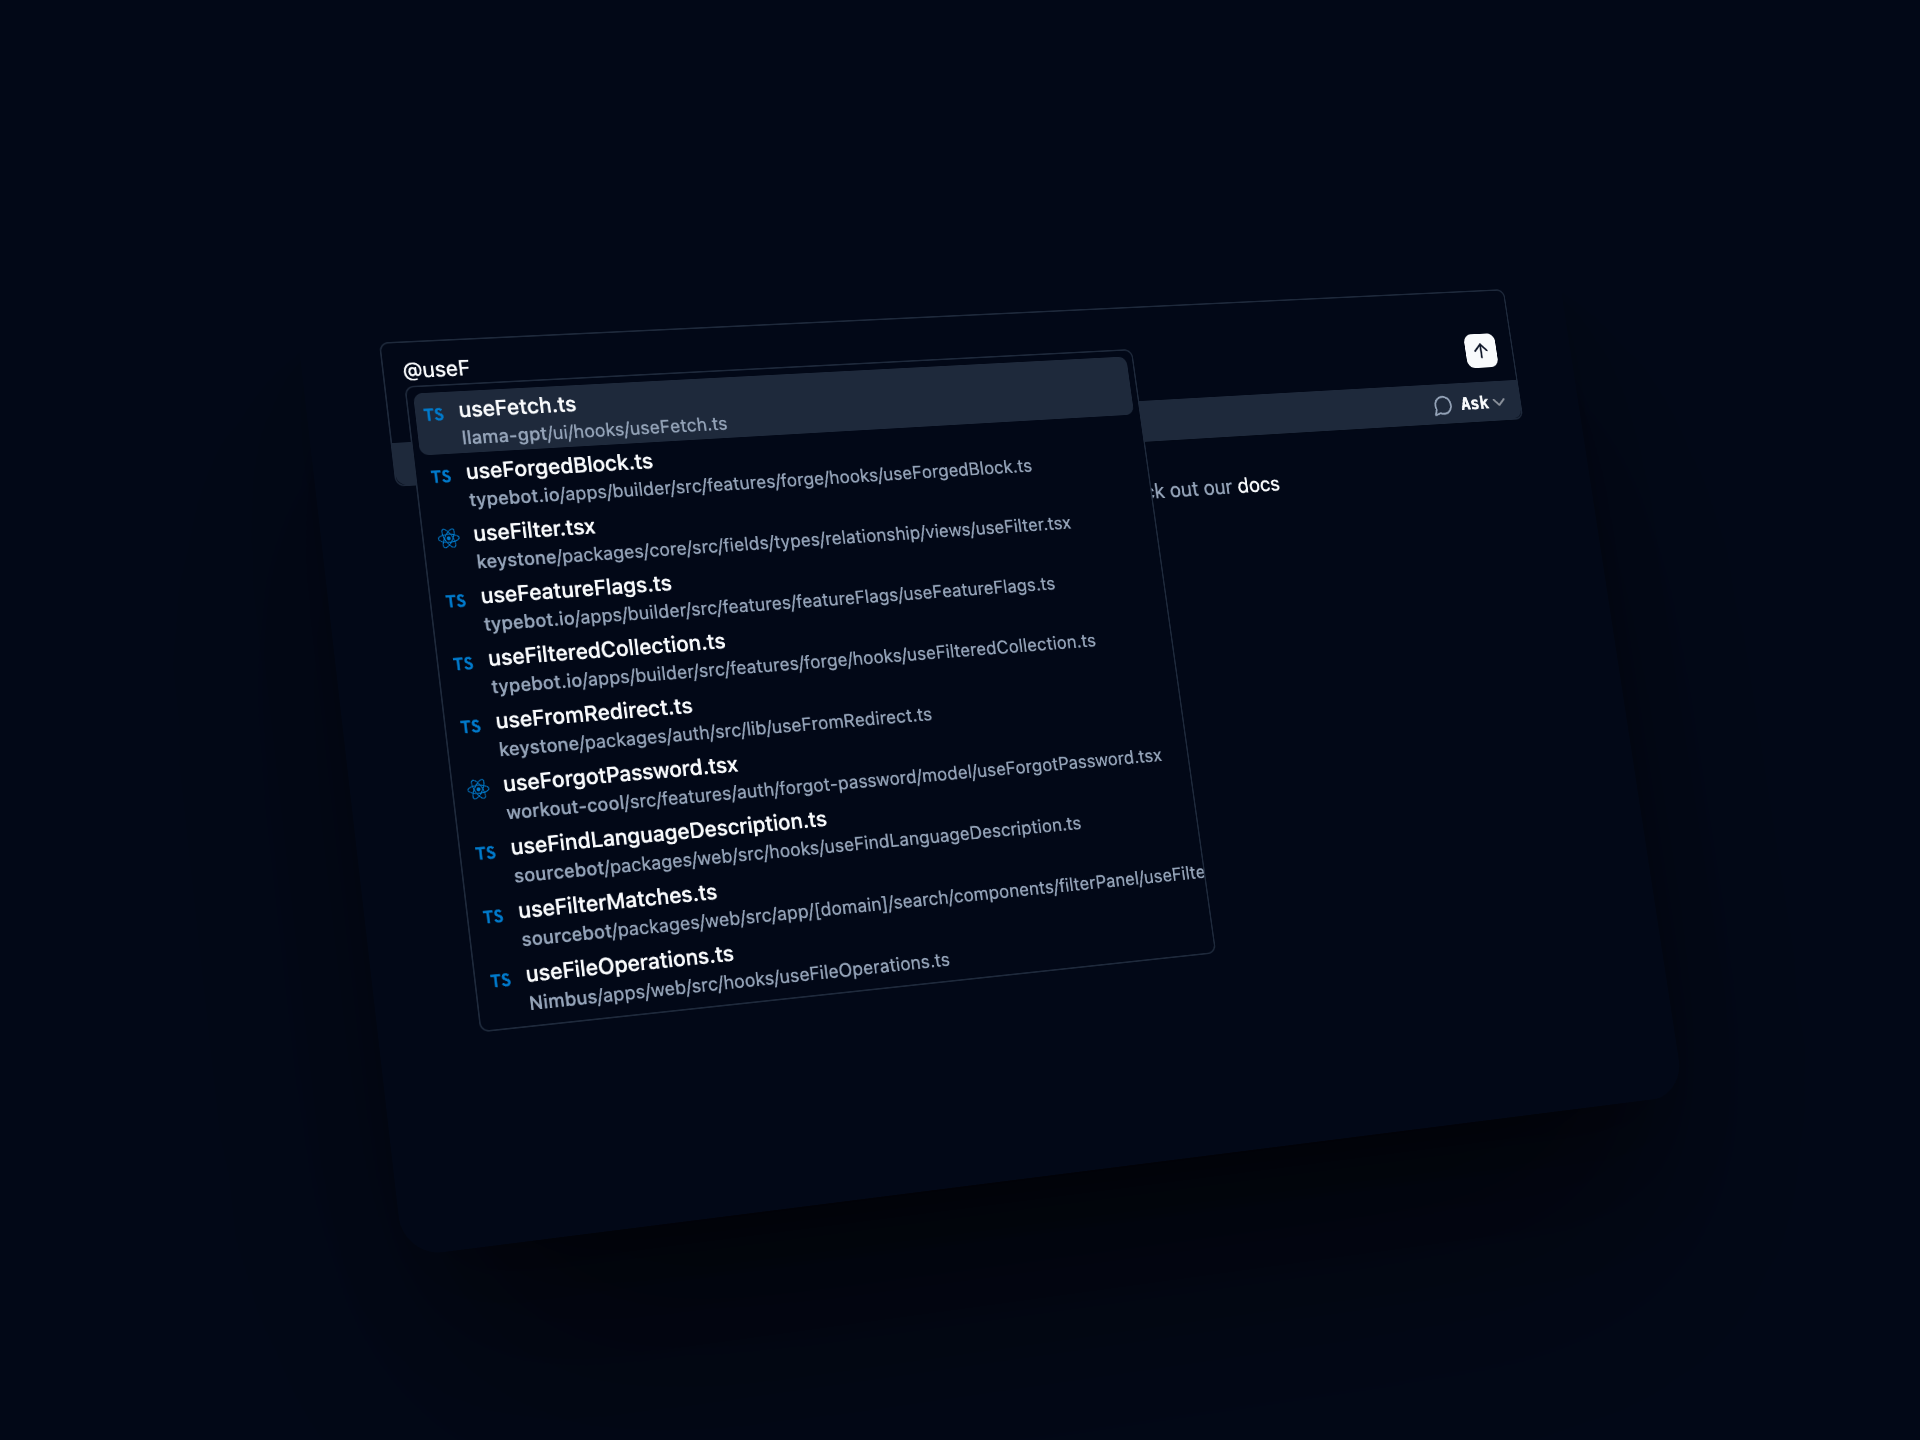 @useF
TS useFetch.ts
llama-gpt/ui/hooks/useFetch.ts
TS useForgedBlock.ts
typebot.io/apps/builder/src/features/forge/hooks/useForgedBlock.ts
useFilter.tsx
keystone/packages/core/src/fields/types/relationship/views/useFilter.tsx
TS useFeatureFlags.ts
typebot.io/apps/builder/src/features/featureFlags/useFeatureFlags.ts
TS useFilteredCollection.ts
typebot.io/apps/builder/src/features/forge/hooks/useFilteredCollection.ts
TS useFromRedirect.ts
keystone/packages/auth/src/lib/useFromRedirect.ts
useForgotPassword.tsx
workout-cool/src/features/auth/forgot-password/model/useForgotPassword.tsx
TS useFindLanguageDescription.ts
sourcebot/packages/web/src/hooks/useFindLanguageDescription.ts
TS useFilterMatches.ts
sourcebot/packages/web/src/app/[domain]/search/components/filterPanel/useFilte
TS useFileOperations.ts
Nimbus/apps/web/src/hooks/useFileOperations.ts
Ask
ck out our docs